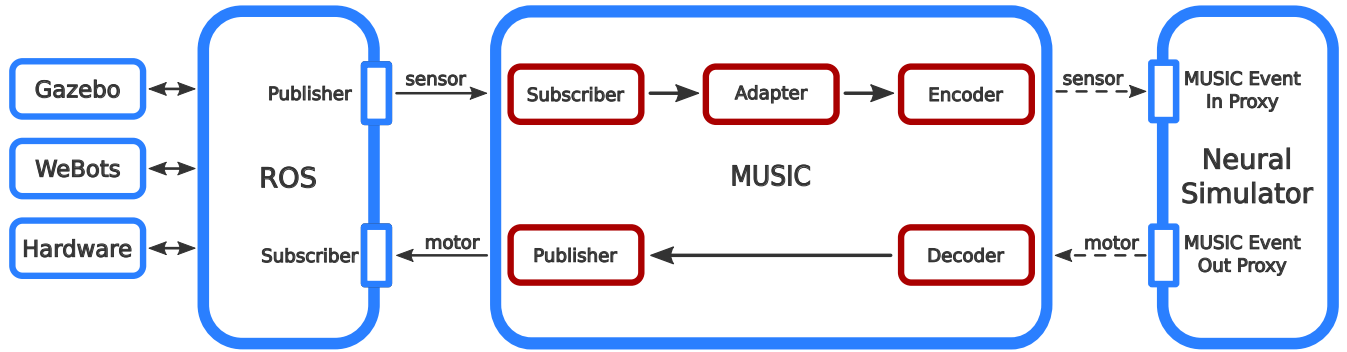 Gazebo
WeBots
Hardware
Publisher
ROS
Subscriber
sensor
motor
Subscriber
Adapter
Encoder
MUSIC
Publisher
Decoder
sensor
motor
MUSIC Event
In Proxy
Neural
Simulator
MUSIC Event
Out Proxy